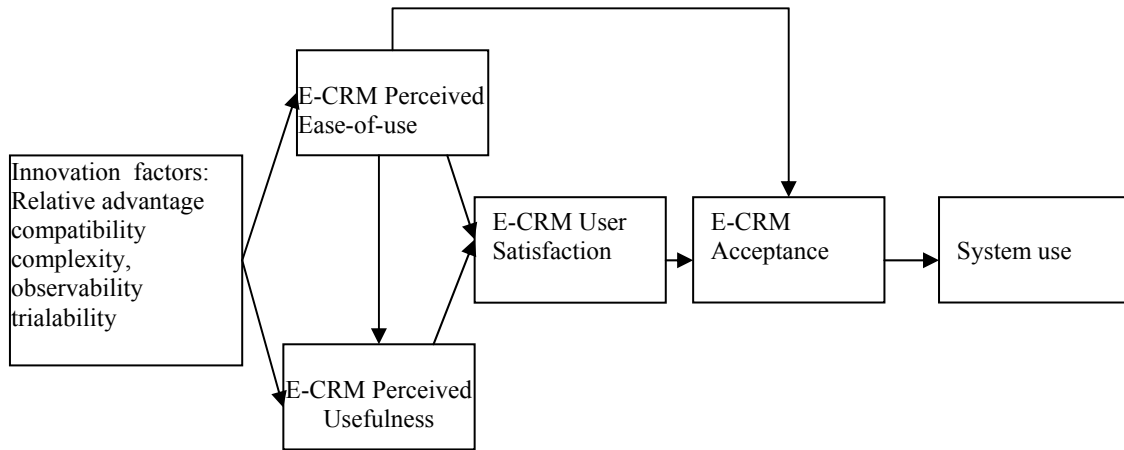 E-CRM Perceived
Ease-of-use
Innovation factors:
Relative advantage
compatibility
complexity,
observability
trialability
E-CRM User
Satisfaction
E-CRM
Acceptance
System use
E-CRM Perceived
Usefulness